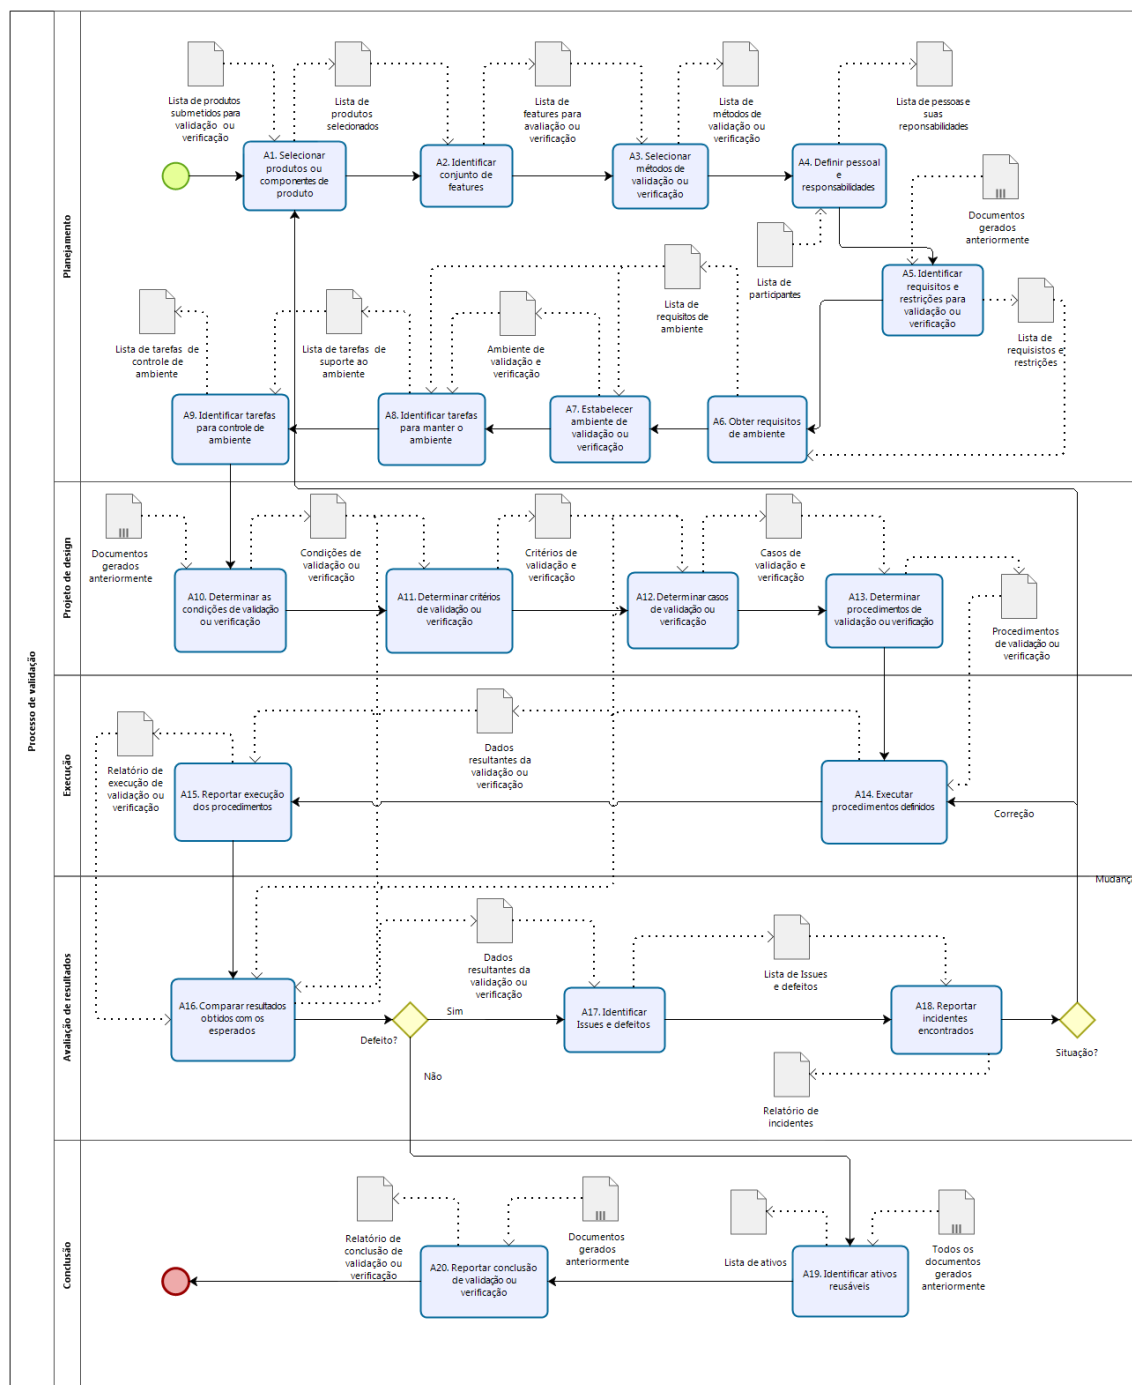 Processo de validação
Planejamento
Lista de produtos
submetidos para
validação ou
verificação
Lista de
produtos
selecionados
Lista de
features para
avaliação ou
verificação
Lista de
métodos de
validação ou
verificação
Lista de pessoas e
suas
reponsabilidades
A1. Selecionar
produtos ou
componentes de
produto
A2. Identificar
conjunto de
features
A3. Selecionar
métodos de
validação ou
verificação
A4. Definir pessoal
e
responsabilidades
Documentos
gerados
anteriormente
Lista de
participantes
Lista de
requisitos de
ambiente
A5. Identificar
requisitos e
restrições para
validação ou
verificação
Lista de
requisistos e
restrições
Lista de tarefas de
controle de
ambiente
Lista de tarefas de
suporte ao
ambiente
Ambiente de
validação e
verificação
A9. Identificar tarefas
para controle de
ambiente
A8. Identificar tarefas
para manter o
ambiente
A7. Estabelecer
ambiente de
validação ou
verificação
A6. Obter requisitos
de ambiente
Projeto de design
Documentos
gerados
anteriormente
Condições de
validação ou
verificação
Critérios de
validação e
verificação
Casos de
validação e
verificação
A10. Determinar as
condições de validação
ou verificação
A11. Determinar critérios
de validação ou
verificação
A12. Determinar casos
de validação ou
verificação
A13. Determinar
procedimentos de
validação ou verificação
Procedimentos
de validação ou
verificação
Execução
Relatório de
execução de
validação ou
verificação
Dados
resultantes da
validação ou
verificação
A15. Reportar execução
dos procedimentos
A14. Executar
procedimentos definidos
Correção
Mudança
Avaliação de resultados
Dados
resultantes da
validação ou
verificação
Lista de Issues
e defeitos
A16. Comparar resultados
obtidos com os
esperados
Defeito?
Sim
Não
A17. Identificar
Issues e defeitos
A18. Reportar
incidentes
encontrados
Situação?
Relatório de
incidentes
Conclusão
Relatório de
conclusão de
validação ou
verificação
Documentos
gerados
anteriormente
Lista de ativos
Todos os
documentos
gerados
anteriormente
A20. Reportar conclusão
de validação ou
verificação
A19. Identificar ativos
reusáveis